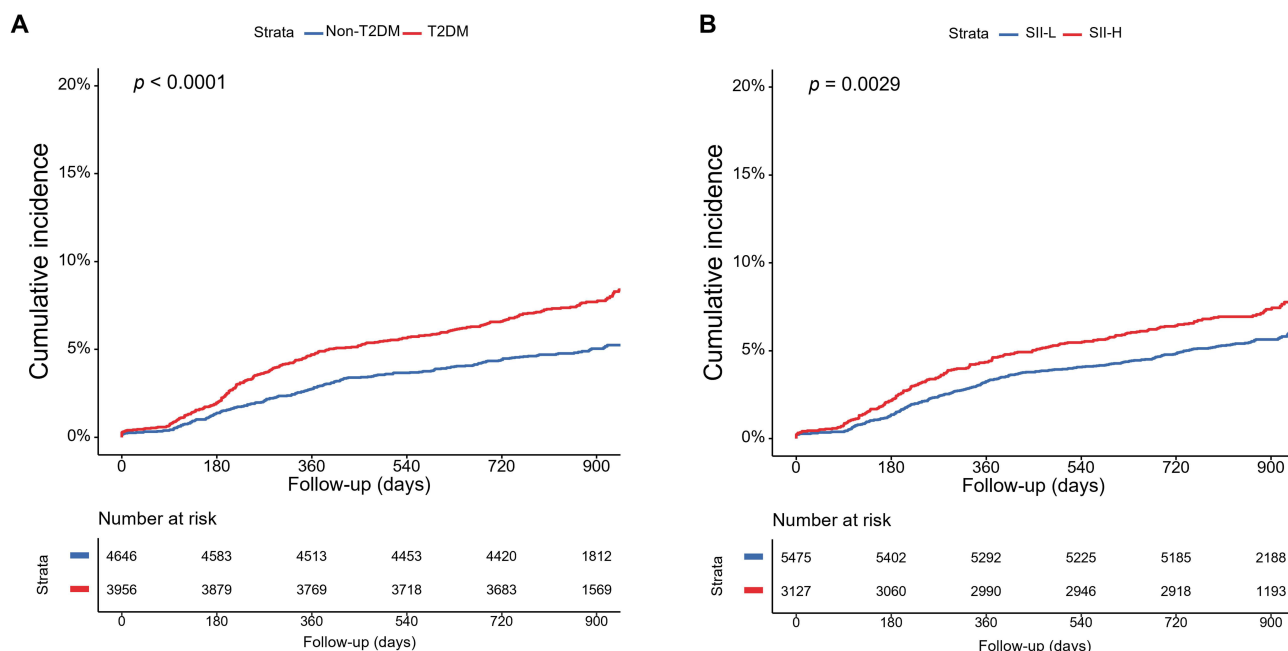 A
Strata Non-T2DM T2DM
p < 0.0001
20%
15%
10%
5%
0%
Cumulative incidence
0 180 360 540 720 900
Follow-up (days)
Number at risk
Strata
4646 4583 4513 4453 4420 1812
3956 3879 3769 3718 3683 1569
0 180 360 540 720 900
Follow-up (days)
B
Strata SII-L SII-H
p = 0.0029
20%
15%
10%
5%
0%
Cumulative incidence
0 180 360 540 720 900
Follow-up (days)
Number at risk
Strata
5475 5402 5292 5225 5185 2188
3127 3060 2990 2946 2918 1193
0 180 360 540 720 900
Follow-up (days)